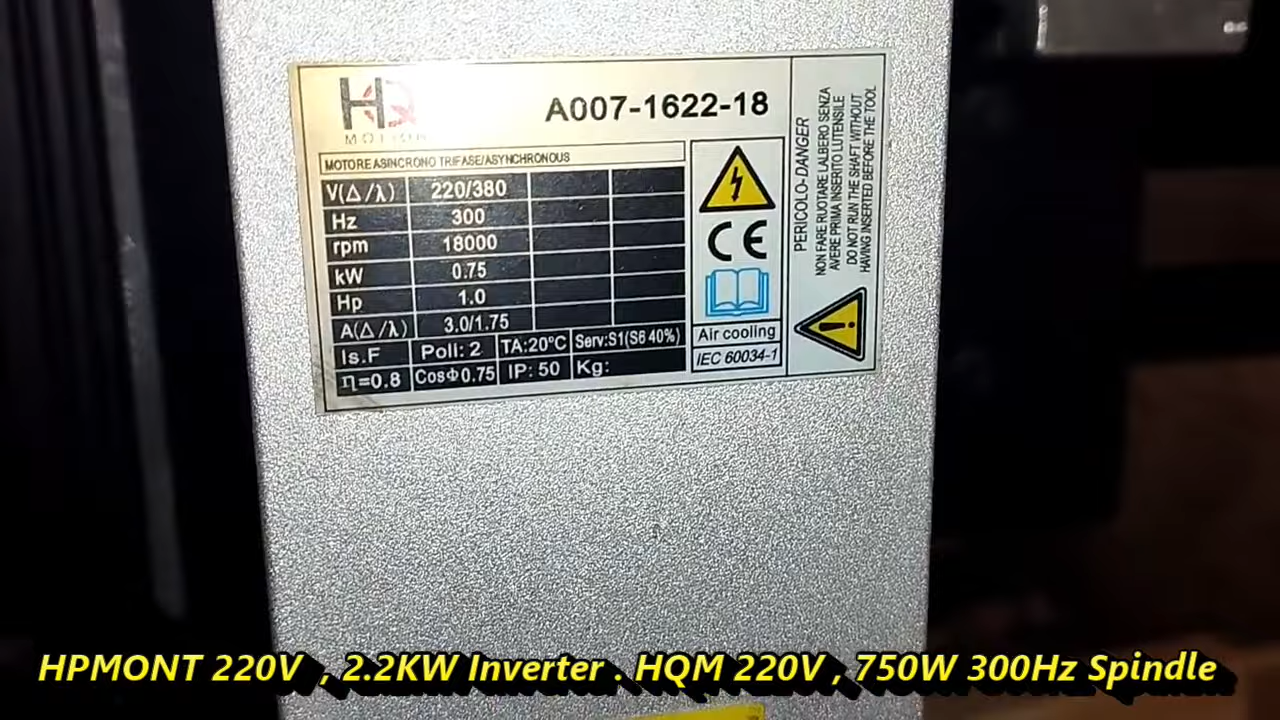 HQ
A007-1622-18
MOTORE ASINCRONO TRIFASE/ASYNCHRONOUS
V(Δ/λ) 220/380
Hz 300
rpm 18000
kW 0.75
Hp 1.0
A(Δ/λ) 3.0/1.75
Is.F Poli: 2 TA:20°C Serv:S1(S6 40%)
η=0.8 CosΦ0.75 IP: 50 Kg:
CE
Air cooling
IEC 60034-1
PERICOLO-DANGER
NON FARE RUOTARE LALBERO SENZA
AVERE PRIMA INSERITO LUTENSILE
DO NOT RUN THE SHAFT WITHOUT
HAVING INSERTED BEFORE THE TOOL
HPMONT 220V , 2.2KW Inverter . HQM 220V , 750W 300Hz Spindle